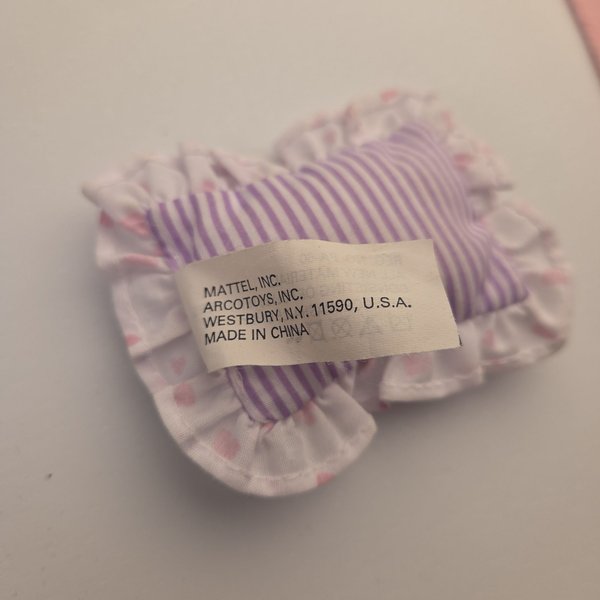 MATTEL, INC.
ARCOTOYS, INC.
WESTBURY, N.Y. 11590, U.S.A.
MADE IN CHINA